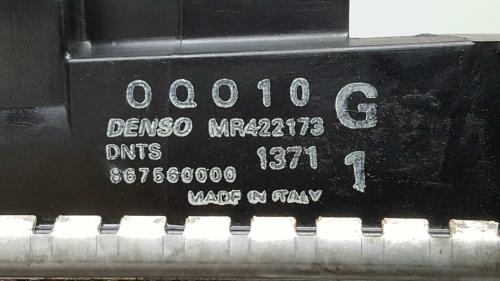 0Q010 G
DENSO MR422173
DNTS 1371 1
867560000
MADE IN ITALY